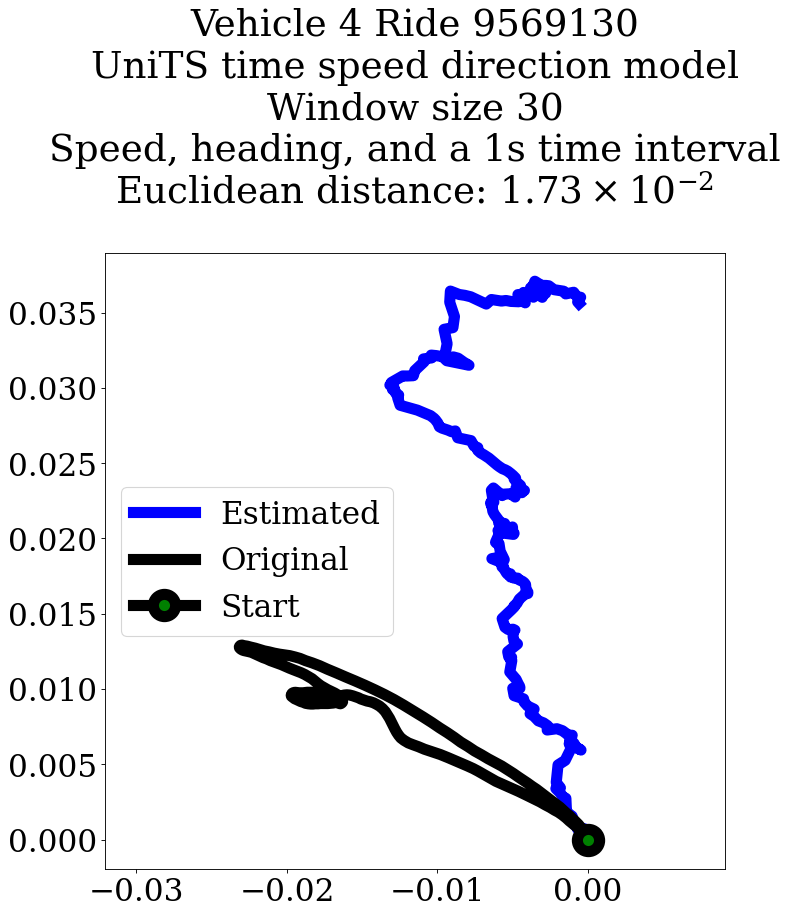 Vehicle 4 Ride 9569130
UniTS time speed direction model
Window size 30
Speed, heading, and a 1s time interval
Euclidean distance: 1.73 × 10⁻²
0.035
0.030
0.025
0.020
0.015
0.010
0.005
0.000
Estimated
Original
Start
−0.03 −0.02 −0.01 0.00